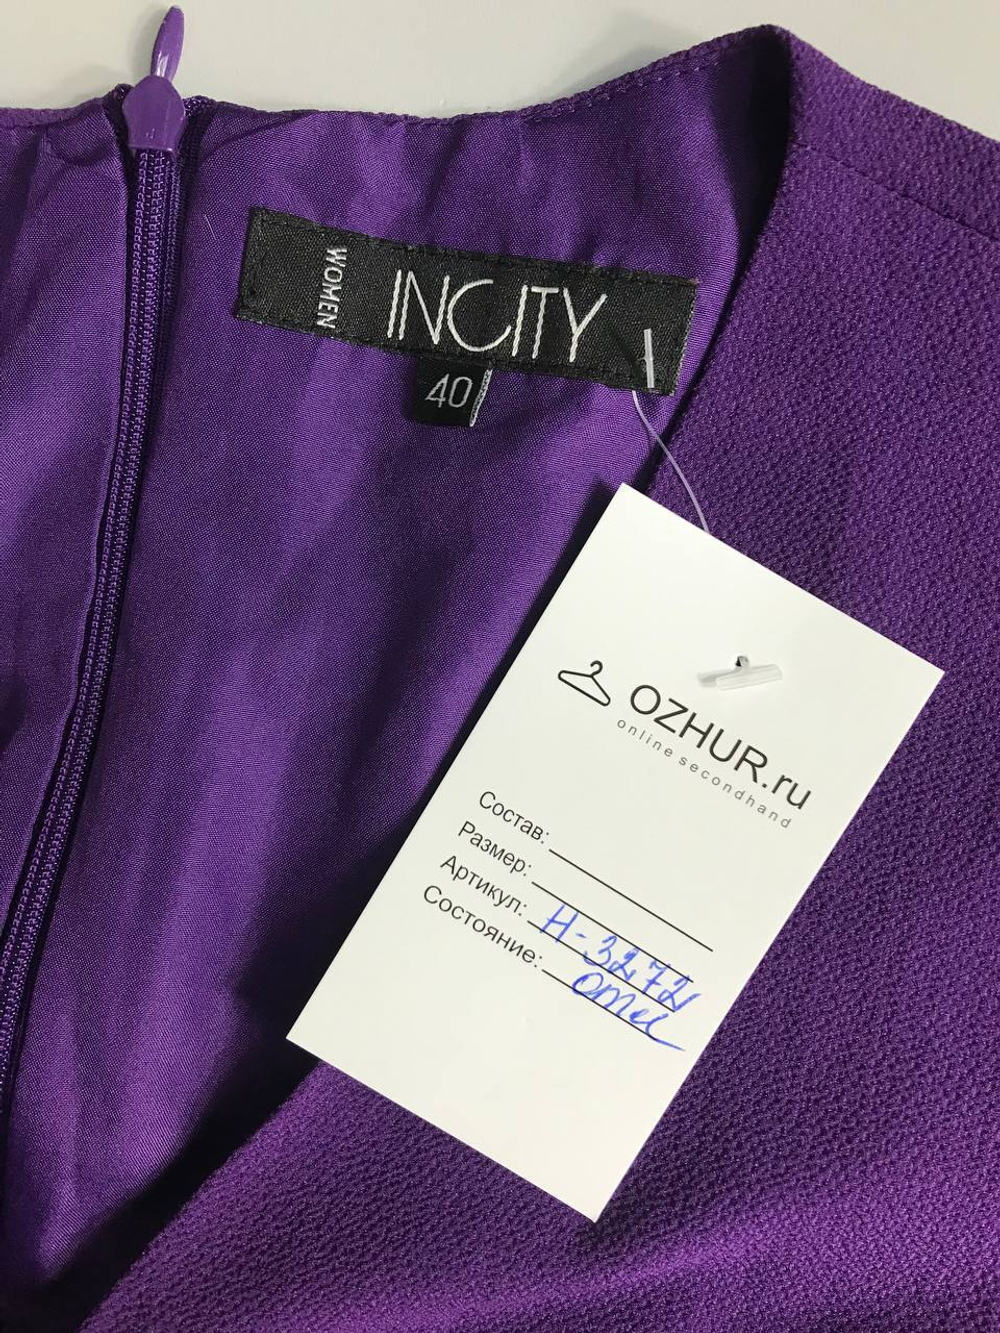 WOMEN
INCITY
40
OZHUR.ru
online secondhand
Состав:
Размер:
Артикул: Н-3272
Состояние: отл